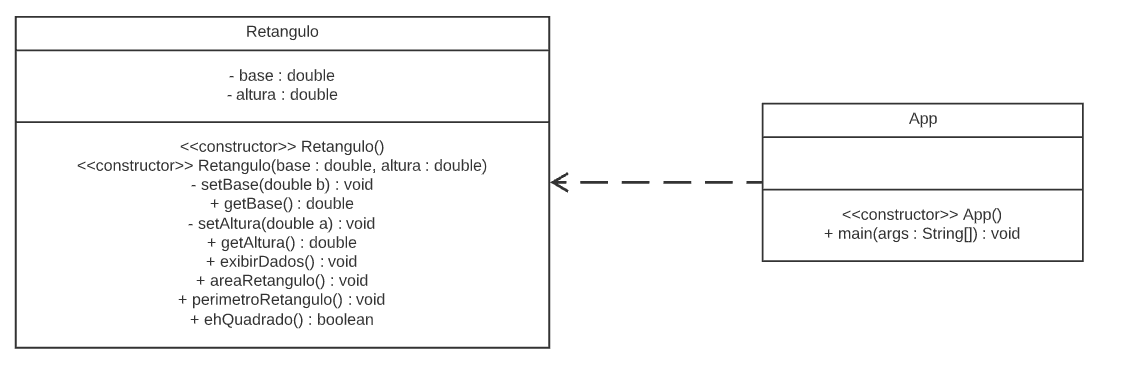 Retangulo
- base : double
- altura : double
<<constructor>> Retangulo()
<<constructor>> Retangulo(base : double, altura : double)
- setBase(double b) : void
+ getBase() : double
- setAltura(double a) : void
+ getAltura() : double
+ exibirDados() : void
+ areaRetangulo() : void
+ perimetroRetangulo() : void
+ ehQuadrado() : boolean
App
<<constructor>> App()
+ main(args : String[]) : void